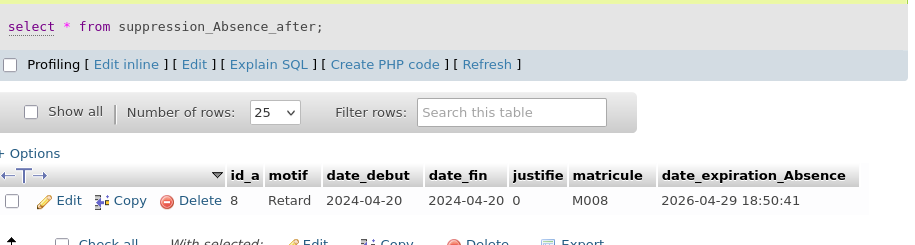 select * from suppression_Absence_after;
Profiling [ Edit inline ] [ Edit ] [ Explain SQL ] [ Create PHP code ] [ Refresh ]
Show all | Number of rows: 25 Filter rows: Search this table
+ Options
←T→ id_a motif date_debut date_fin justifie matricule date_expiration_Absence
Edit Copy Delete 8 Retard 2024-04-20 2024-04-20 0 M008 2026-04-29 18:50:41
Check all With selected: Edit Copy Delete Export